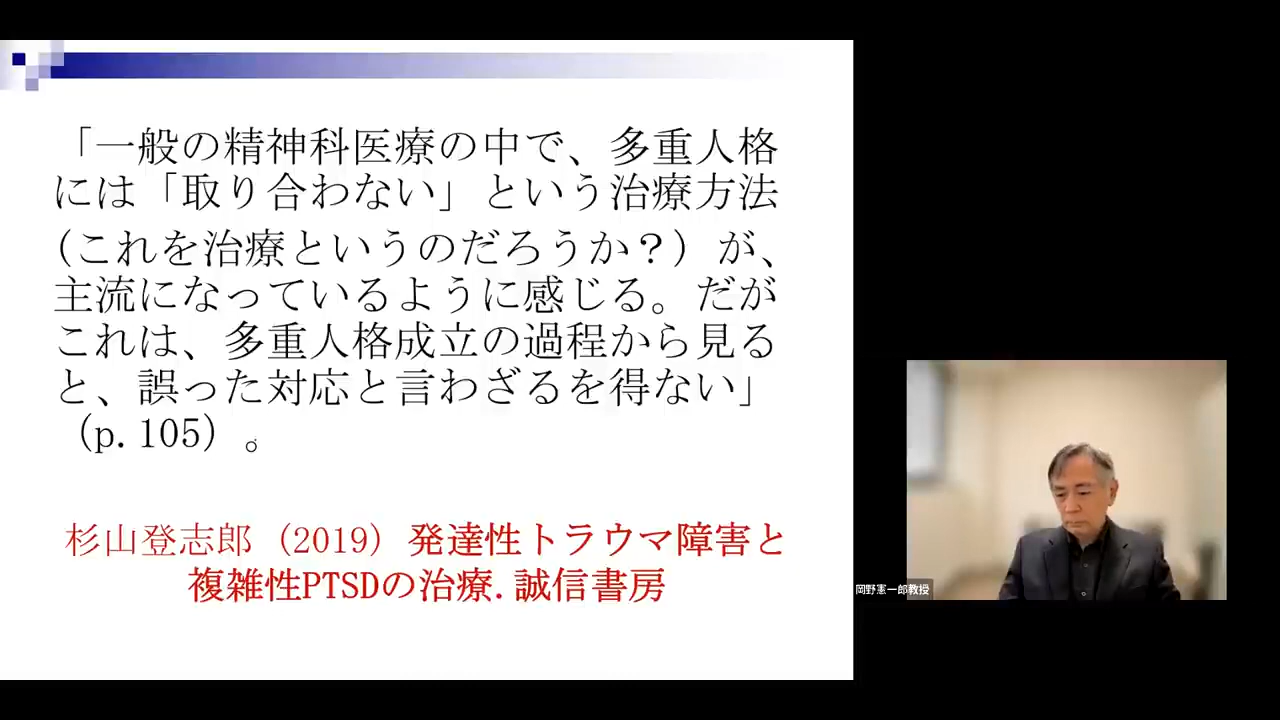 「一般の精神科医療の中で、多重人格
には「取り合わない」という治療方法
(これを治療というのだろうか？）が、
主流になっているように感じる。だが
これは、多重人格成立の過程から見る
と、誤った対応と言わざるを得ない」
（p.105）。
杉山登志郎（2019）発達性トラウマ障害と
複雑性PTSDの治療.誠信書房
岡野憲一郎教授